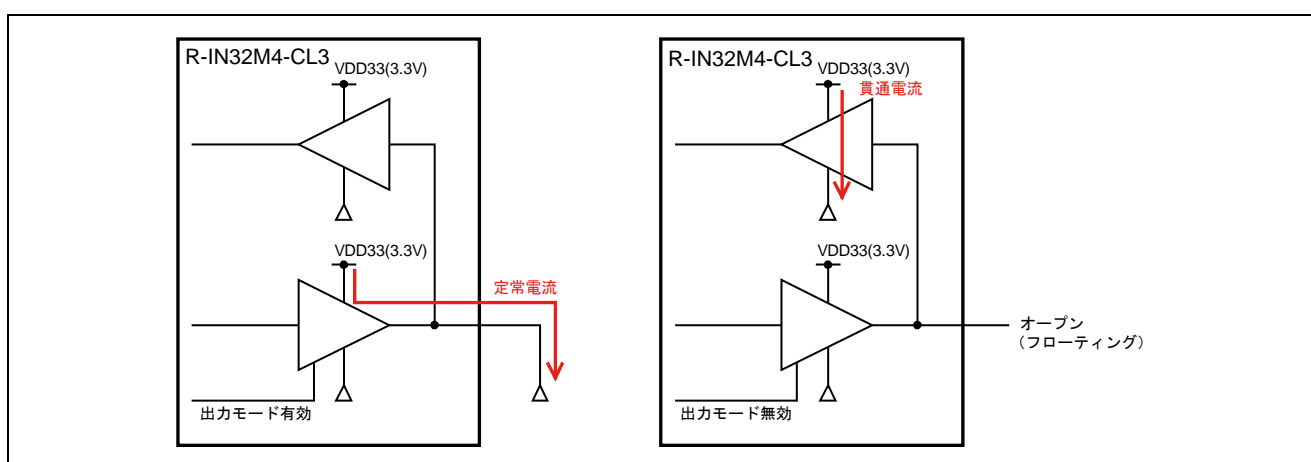 R-IN32M4-CL3
VDD33(3.3V)
VDD33(3.3V)
定常電流
出力モード有効
R-IN32M4-CL3
VDD33(3.3V)
貫通電流
VDD33(3.3V)
オープン
(フローティング)
出力モード無効